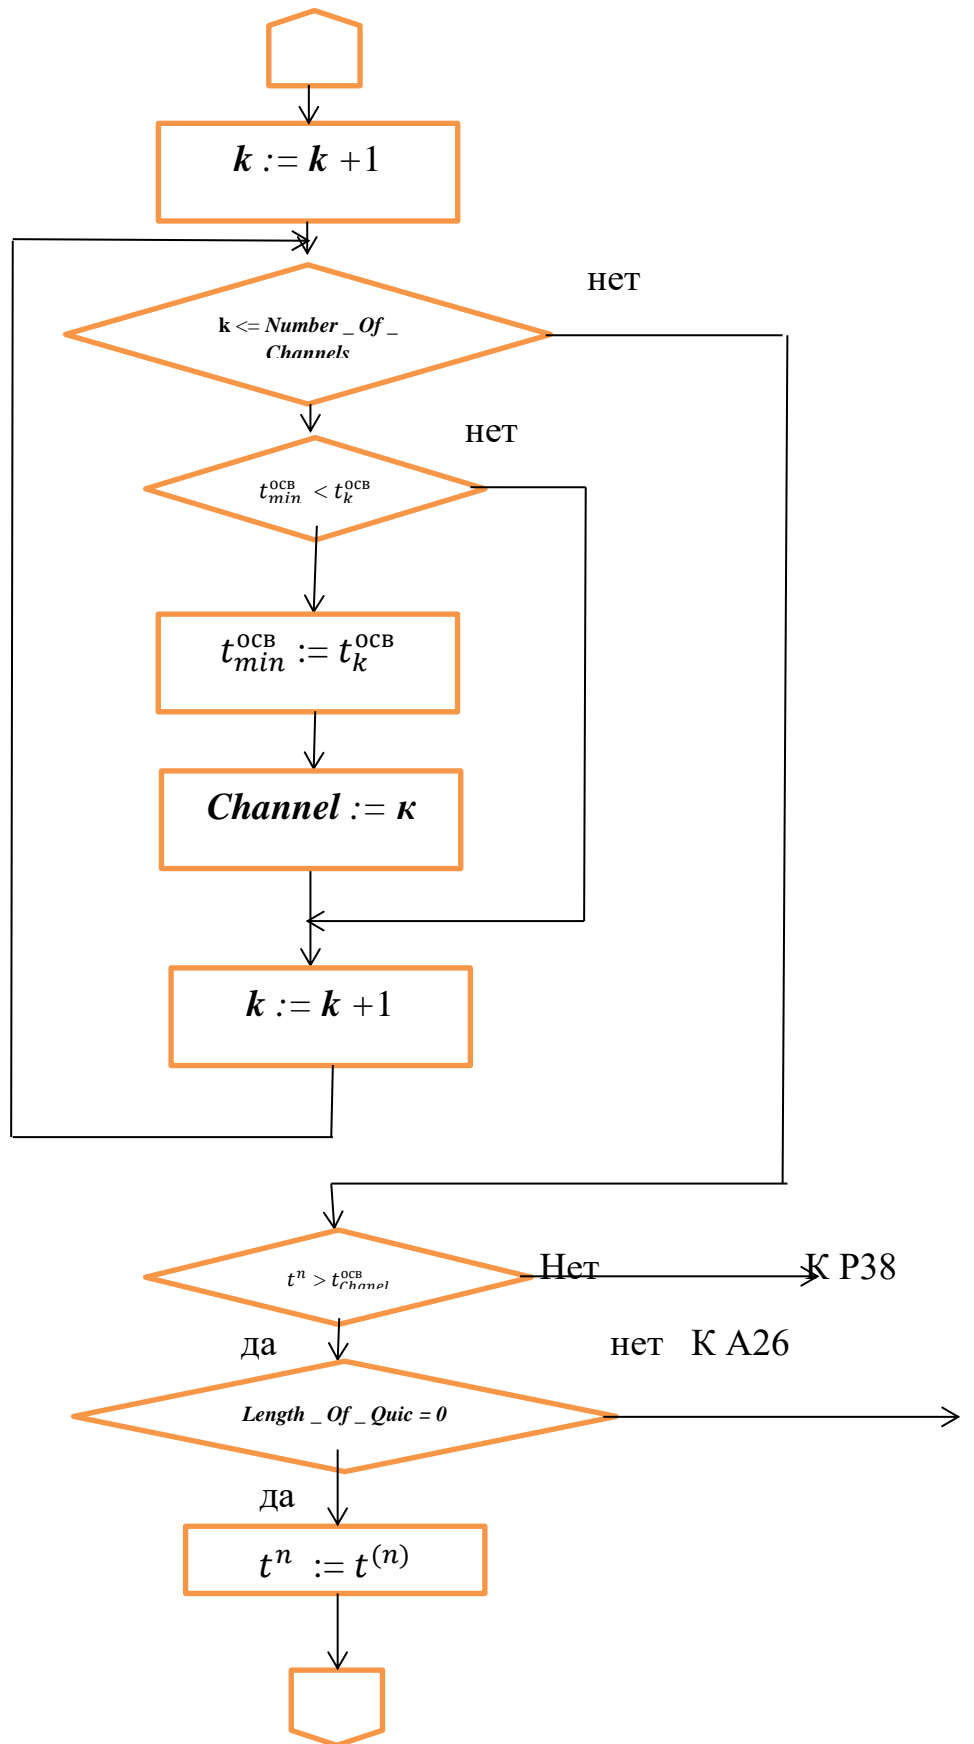 k := k +1
нет
k <= Number _ Of _
Channels
нет
t_min^осв < t_k^осв
t_min^осв := t_k^осв
Channel := к
k := k +1
t^n > t_Chanel^осв
Нет
К Р38
да
нет К А26
Length _ Of _ Quic = 0
да
t^n := t^(n)